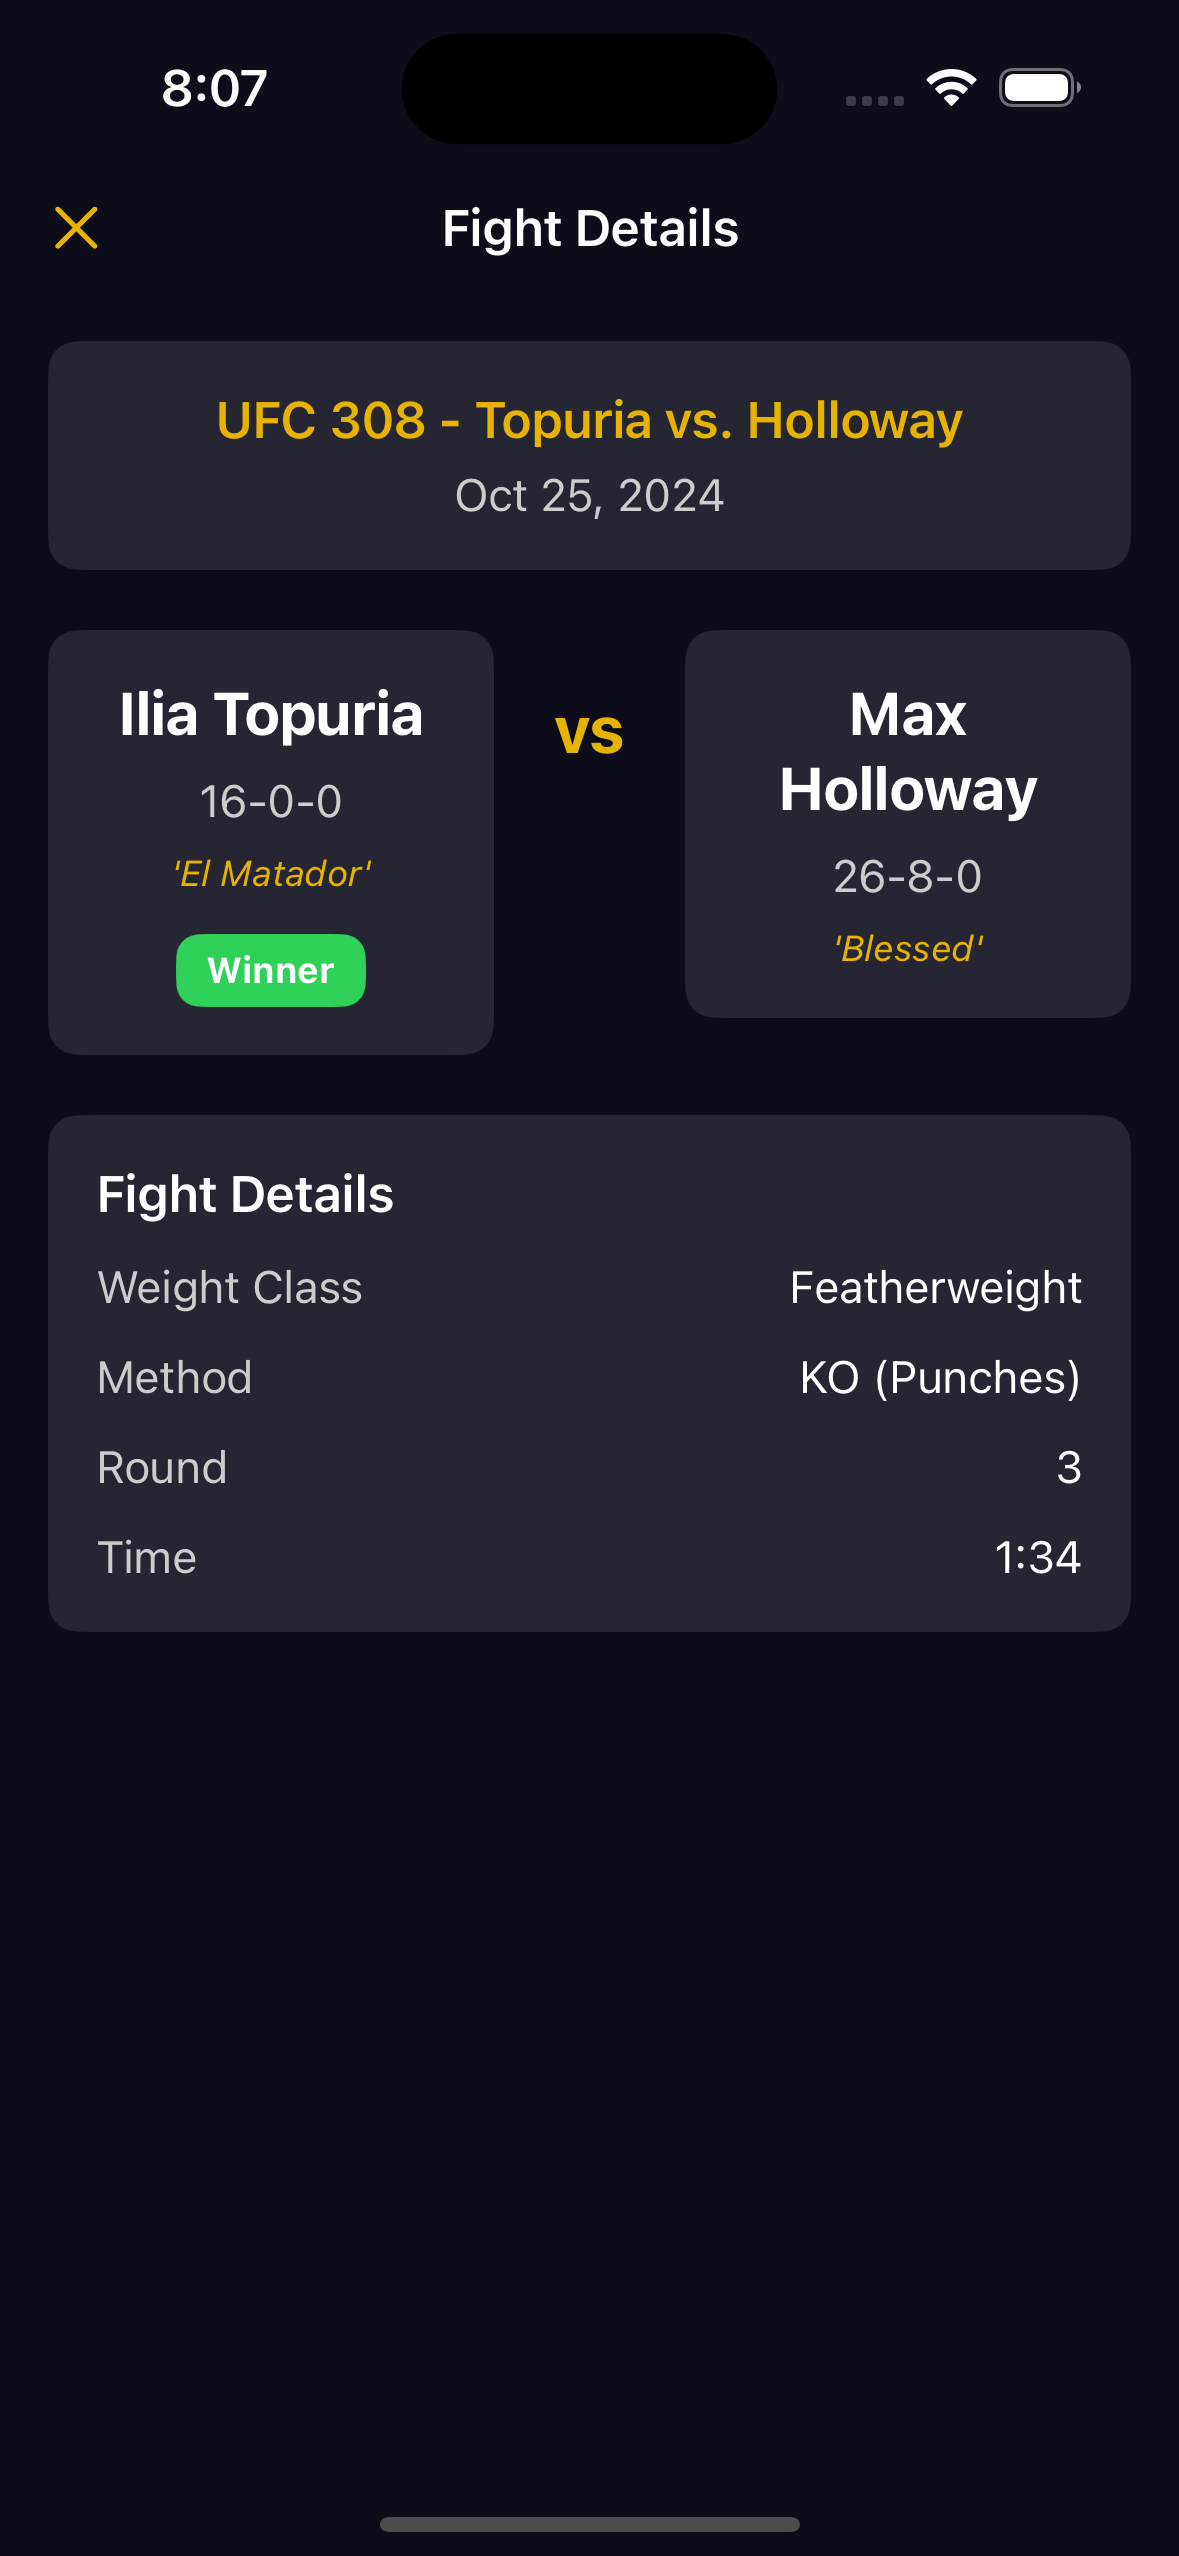 8:07
Fight Details
UFC 308 - Topuria vs. Holloway
Oct 25, 2024
Ilia Topuria
16-0-0
'El Matador'
Winner
vs
Max
Holloway
26-8-0
'Blessed'
Fight Details
Weight Class Featherweight
Method KO (Punches)
Round 3
Time 1:34